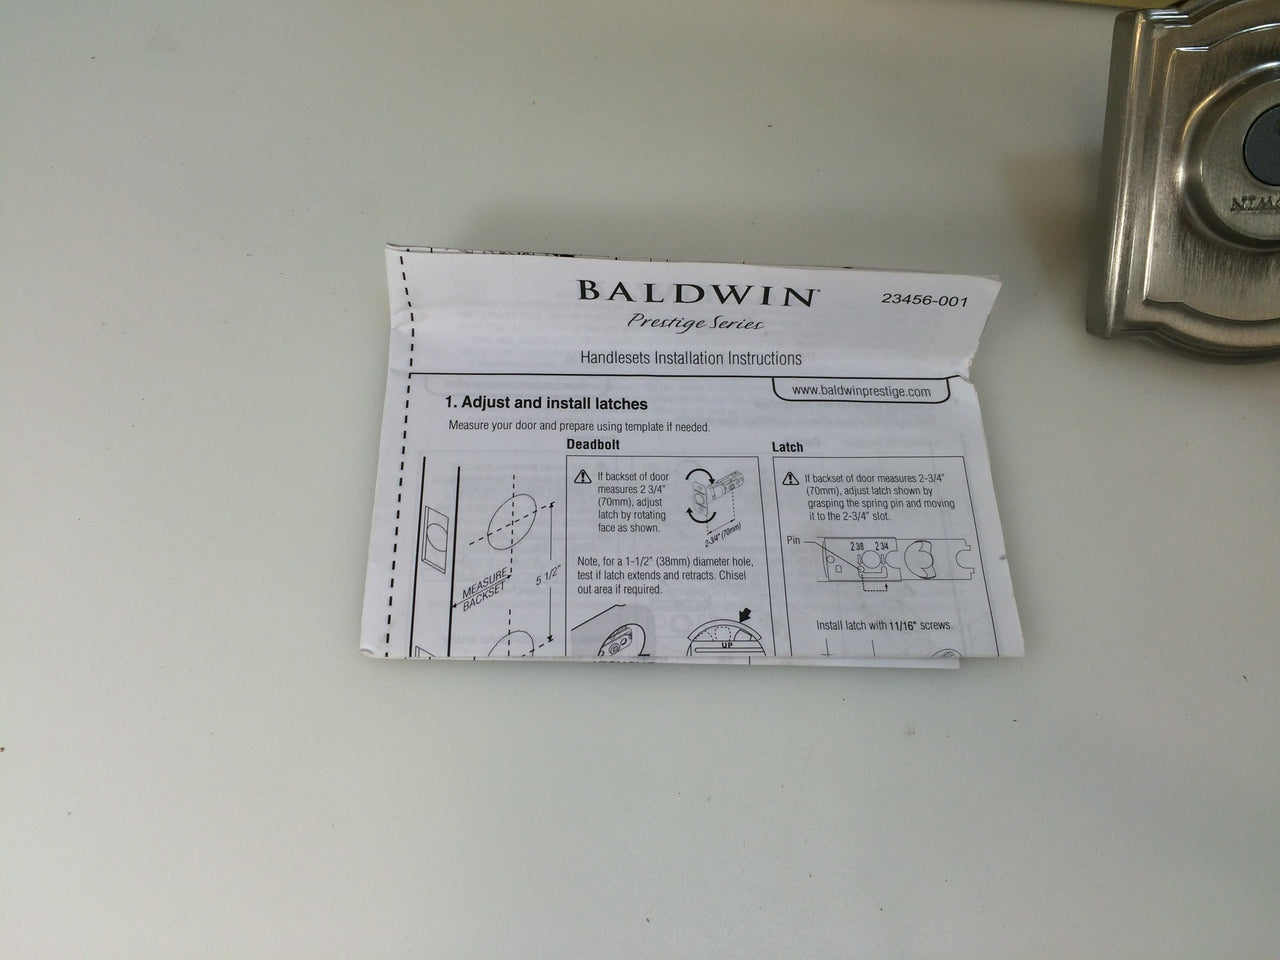 BALDWIN
Prestige Series
23456-001
Handlesets Installation Instructions
www.baldwinprestige.com
1. Adjust and install latches
Measure your door and prepare using template if needed.
MEASURE
BACKSET
5 1/2"
Deadbolt
If backset of door
measures 2 3/4"
(70mm), adjust
latch by rotating
face as shown.
2-3/4" (70mm)
Note, for a 1-1/2" (38mm) diameter hole,
test if latch extends and retracts. Chisel
out area if required.
UP
Latch
If backset of door measures 2-3/4"
(70mm), adjust latch shown by
grasping the spring pin and moving
it to the 2-3/4" slot.
Pin
2 3/8 2 3/4
Install latch with 11/16" screws.